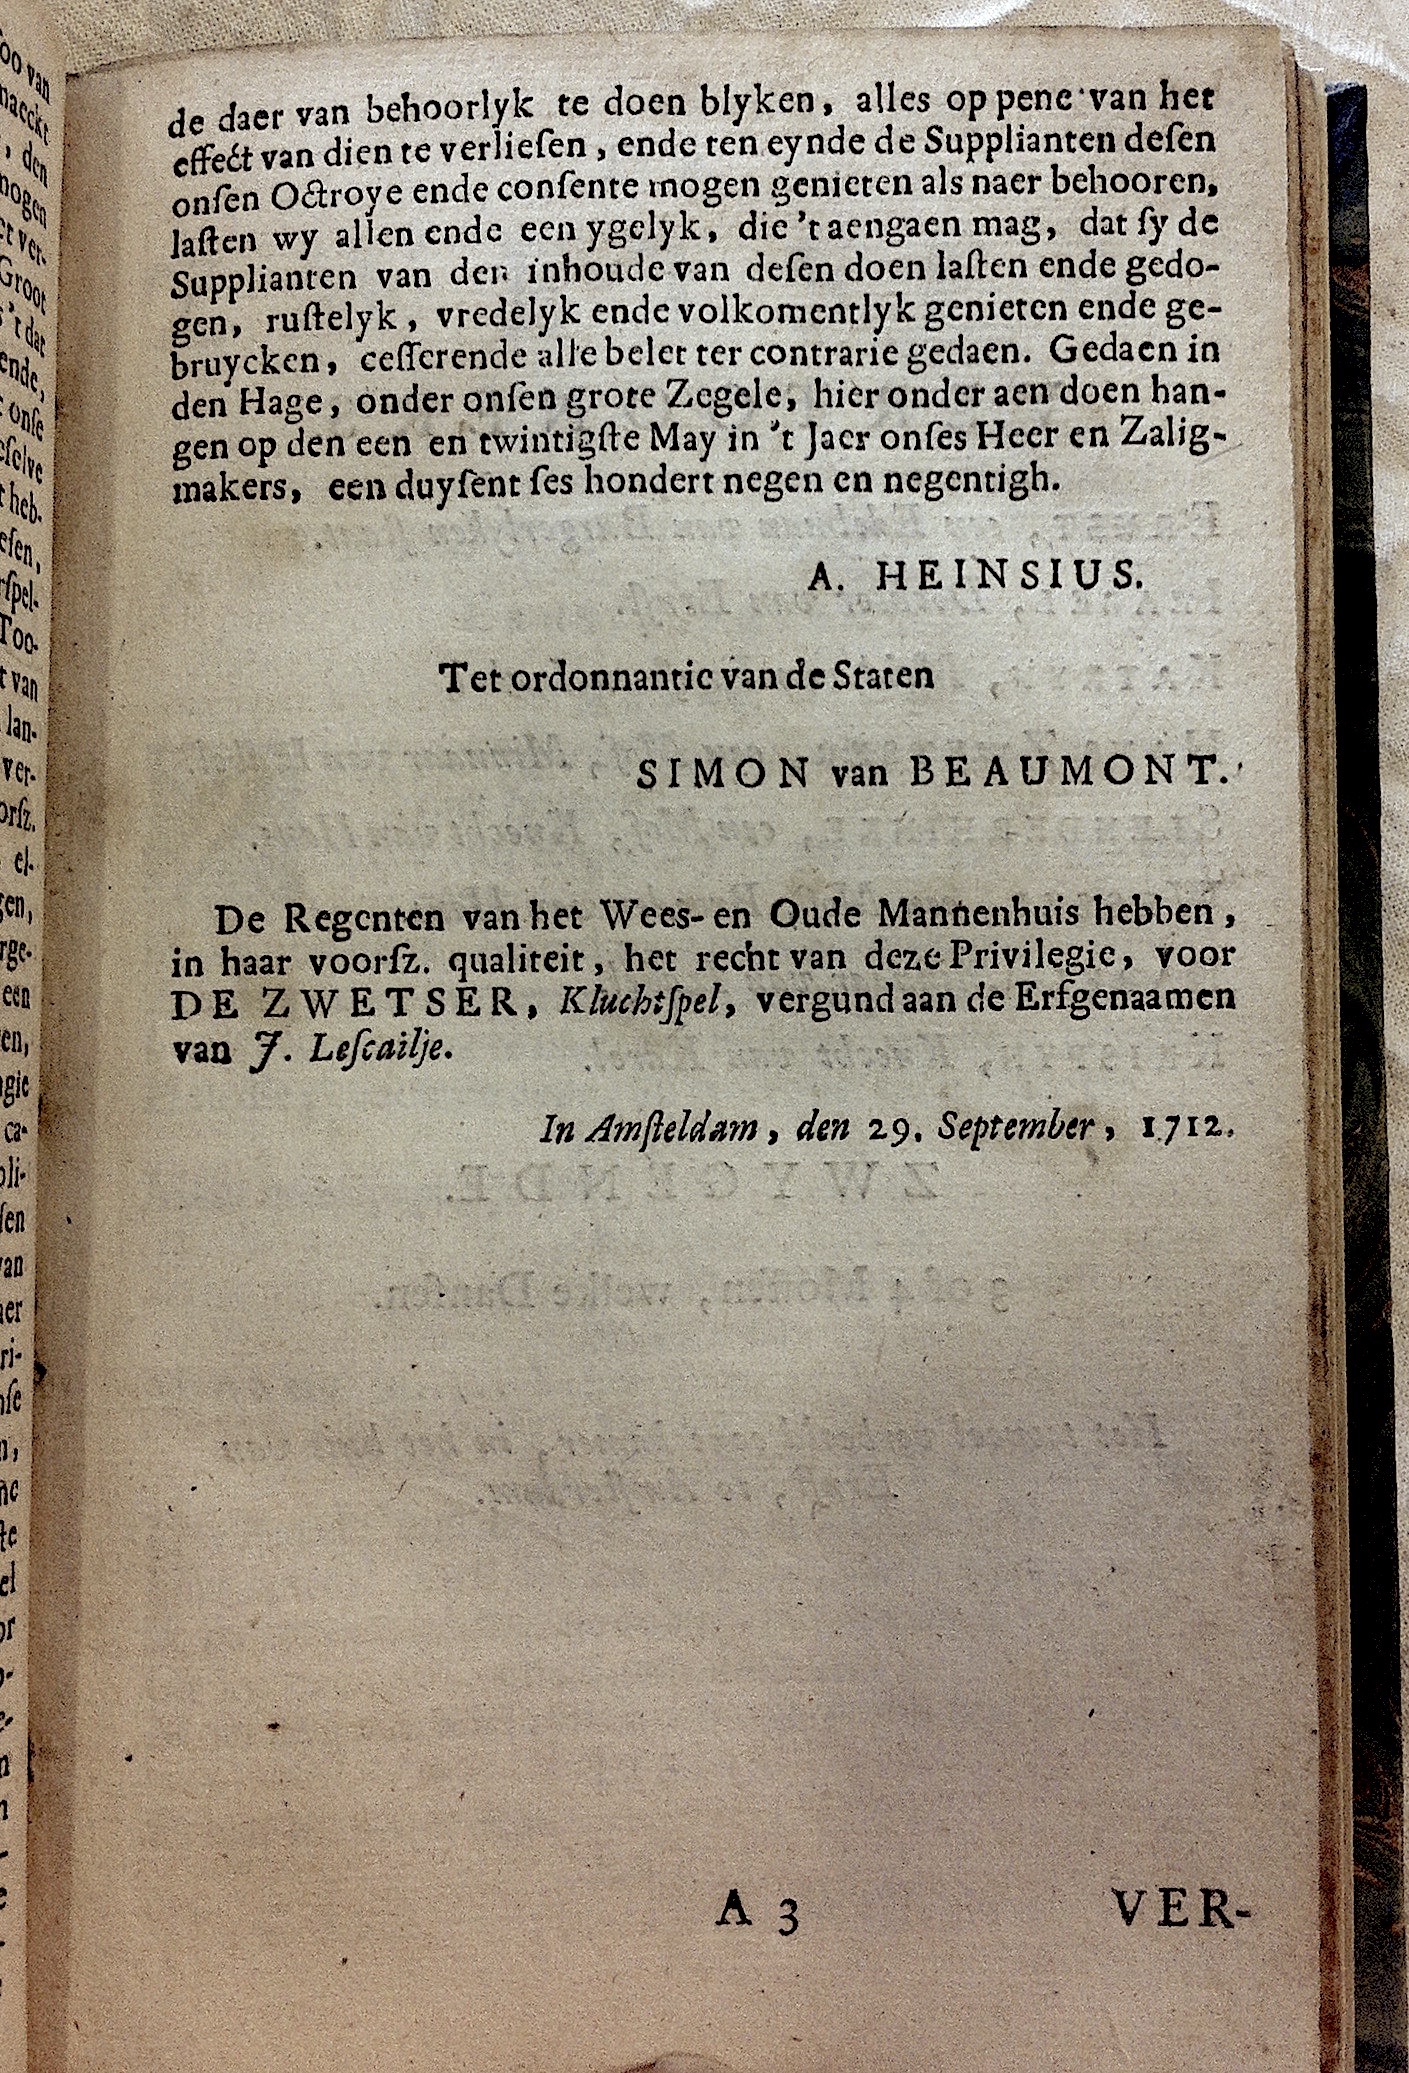 de daer van behoorlyk te doen blyken, alles op pene van het
effect van dien te verlieſen, ende ten eynde de Supplianten deſen
onſen Octroye ende conſente mogen genieten als naer behooren,
laſten wy allen ende een ygelyk, die 't aengaen mag, dat ſy de
Supplianten van den inhoude van deſen doen laſten ende gedo-
gen, ruſtelyk, vredelyk ende volkomentlyk genieten ende ge-
bruycken, ceſſerende alle belet ter contrarie gedaen. Gedaen in
den Hage, onder onſen grote Zegele, hier onder aen doen han-
gen op den een en twintigſte May in 't Jaer onſes Heer en Zalig-
makers, een duyſent ſes hondert negen en negentigh.
A. HEINSIUS.
Tet ordonnantie van de Staten
SIMON van BEAUMONT.
De Regenten van het Wees- en Oude Mannenhuis hebben,
in haar voorſz. qualiteit, het recht van deze Privilegie, voor
DE ZWETSER, Kluchtſpel, vergund aan de Erfgenaamen
van J. Leſcailje.
In Amſteldam, den 29. September, 1712.
A 3 VER-